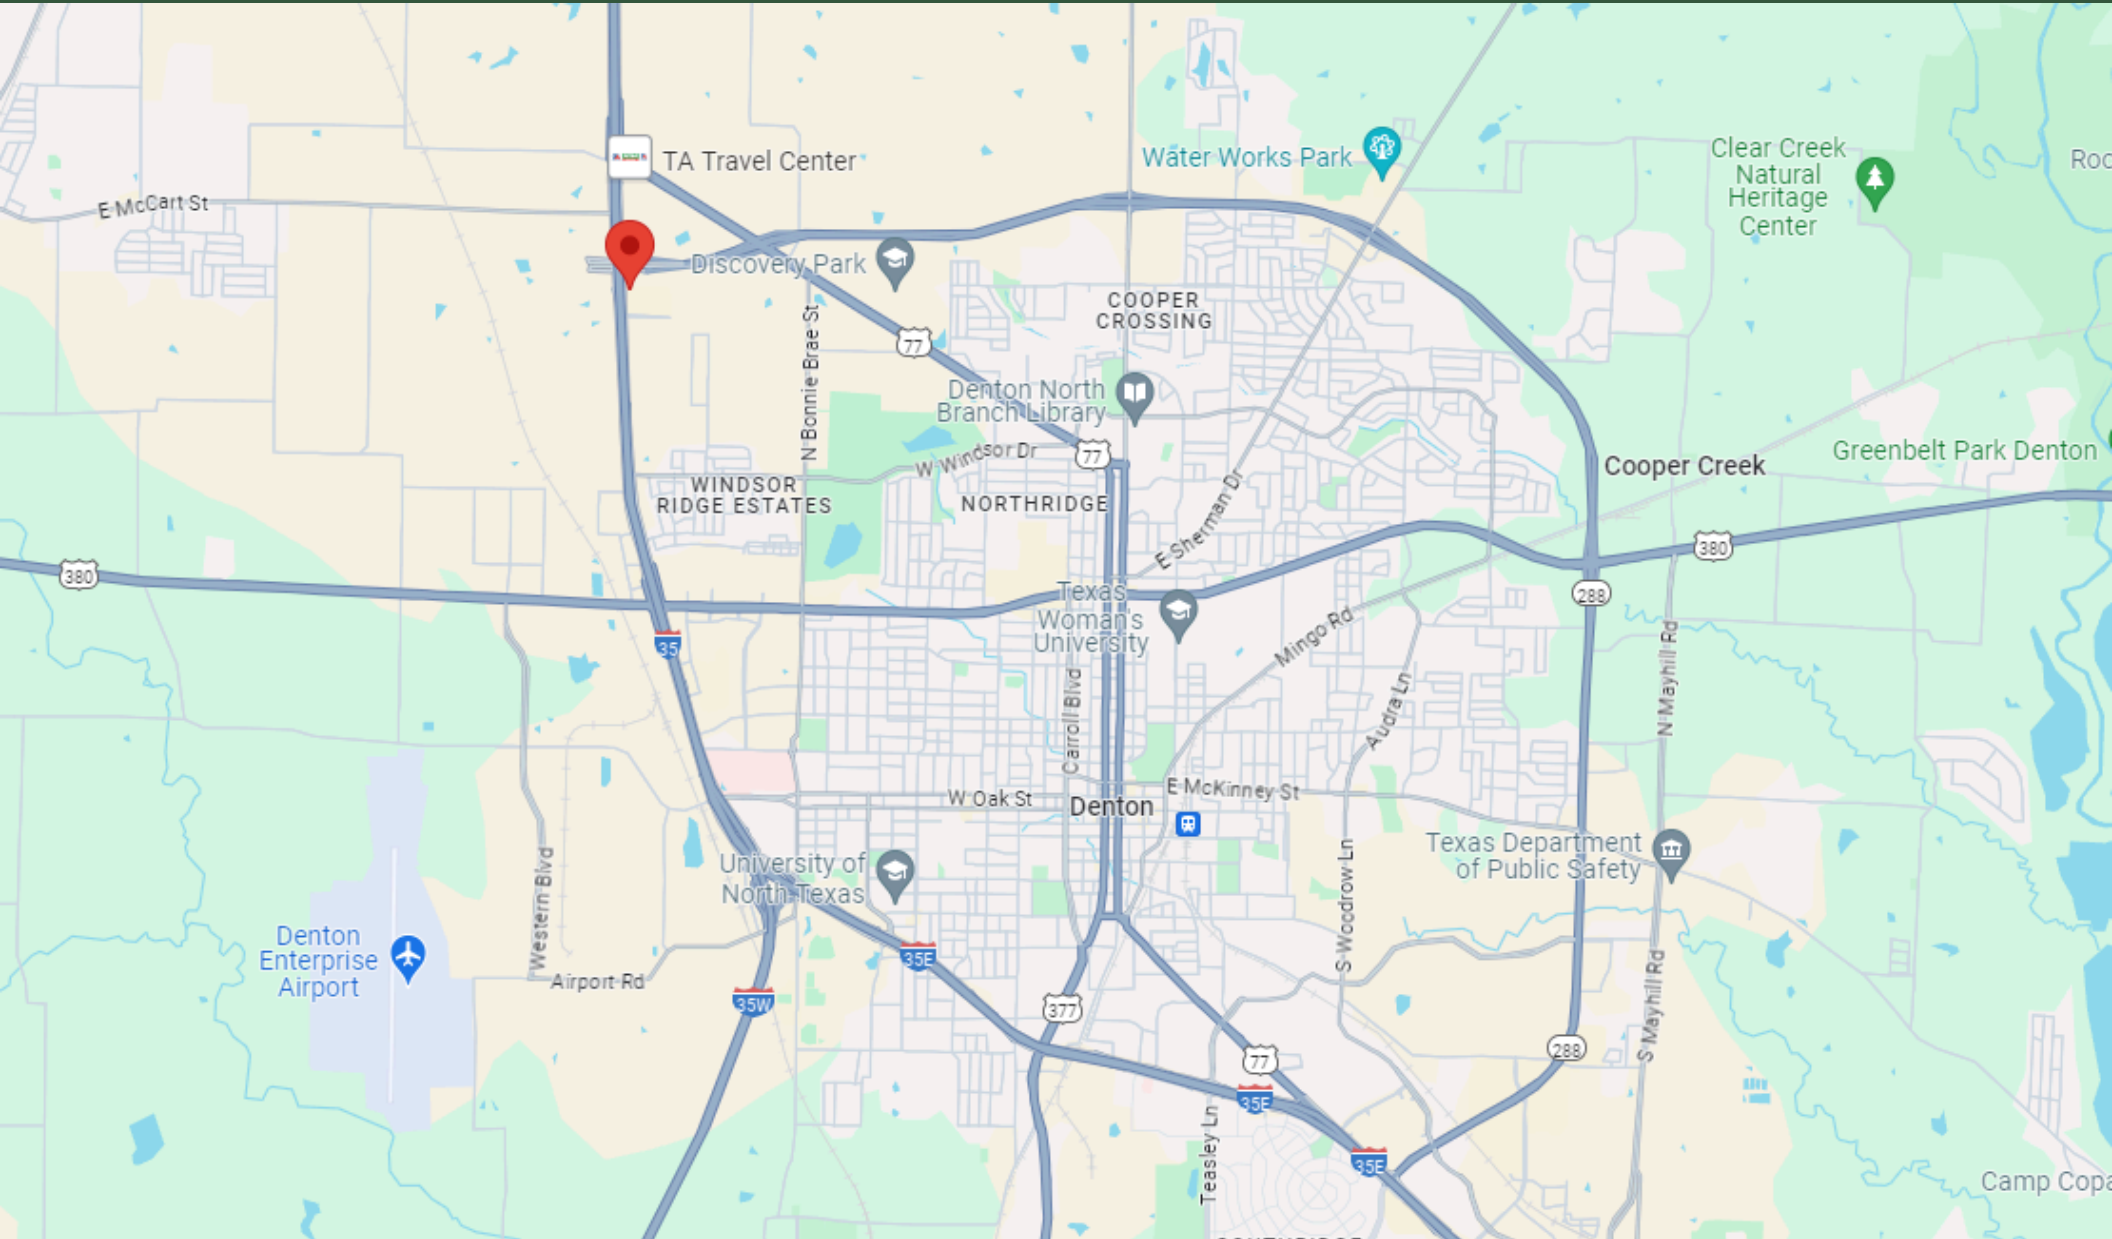 TA Travel Center
Water Works Park
Clear Creek
Natural
Heritage
Center
E McCart St
Discovery Park
COOPER
CROSSING
77
N Bonnie Brae St
Denton North
Branch Library
W Windsor Dr
77
Greenbelt Park Denton
Cooper Creek
WINDSOR
RIDGE ESTATES
NORTHRIDGE
E Sherman Dr
380
380
288
Texas
Woman's
University
Mingo Rd
35
N Mayhill Rd
Audra Ln
Carroll Blvd
W Oak St
Denton
E McKinney St
Texas Department
of Public Safety
University of
North Texas
Western Blvd
S Woodrow Ln
Denton
Enterprise
Airport
Airport Rd
35E
35W
377
S Mayhill Rd
288
77
35E
Teasley Ln
35E
Camp Copa